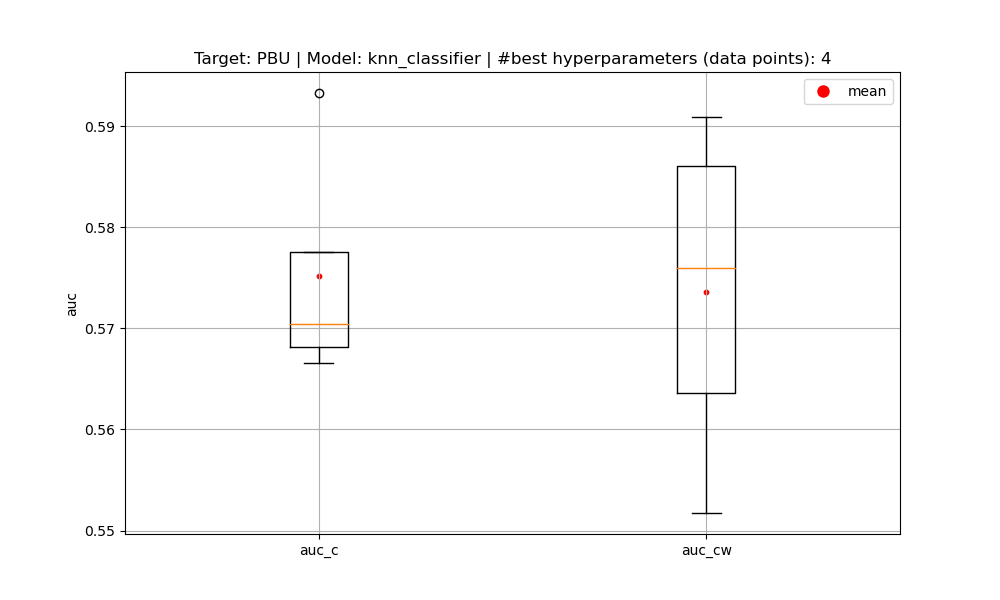 Target: PBU | Model: knn_classifier | #best hyperparameters (data points): 4
mean
0.59
0.58
0.57
0.56
0.55
auc
auc_c
auc_cw